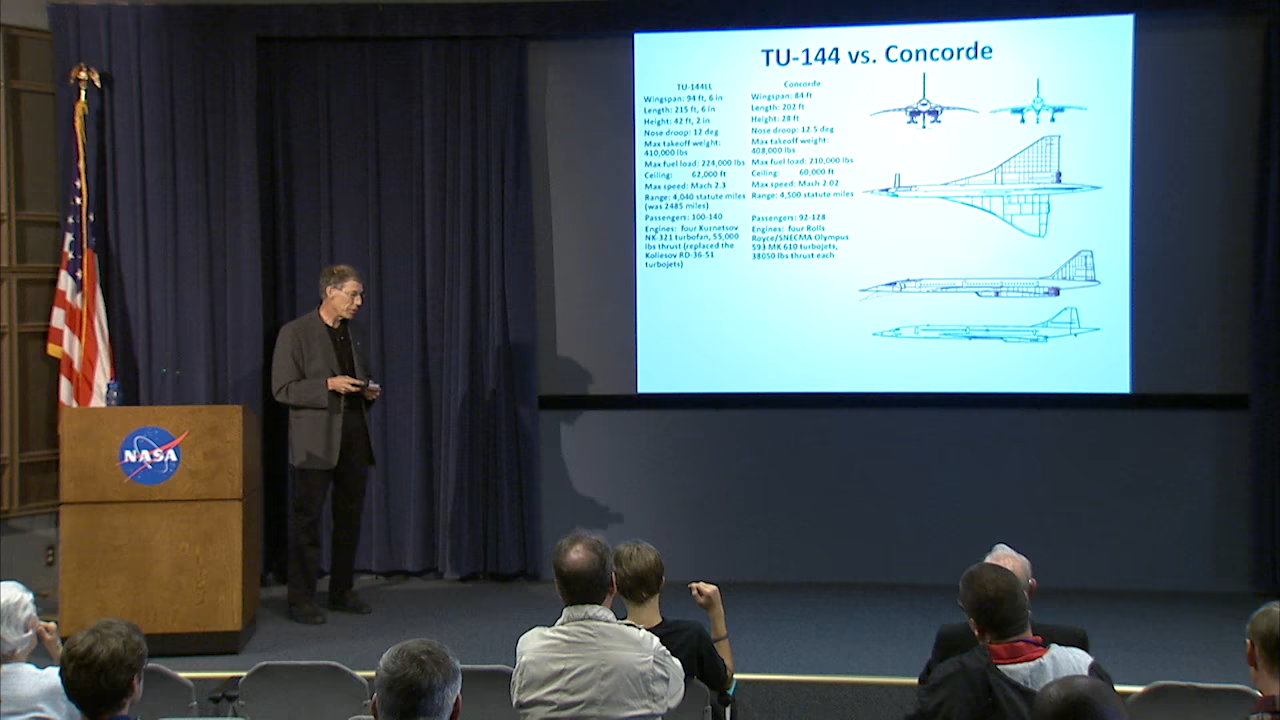 TU-144 vs. Concorde
TU-144LL
Wingspan: 94 ft, 6 in
Length: 215 ft, 6 in
Height: 42 ft, 2 in
Nose droop: 12 deg
Max takeoff weight:
410,000 lbs
Max fuel load: 224,000 lbs
Ceiling: 62,000 ft
Max speed: Mach 2.3
Range: 4,040 statute miles
(was 2485 miles)
Passengers: 100-140
Engines: four Kurnetsov
NK-321 turbofan, 55,000
lbs thrust (replaced the
Koliesov RD-36-51
turbojets)
Concorde
Wingspan: 84 ft
Length: 202 ft
Height: 28 ft
Nose droop: 12.5 deg
Max takeoff weight:
408,000 lbs
Max fuel load: 210,000 lbs
Ceiling: 60,000 ft
Max speed: Mach 2.02
Range: 4,500 statute miles
Passengers: 92-128
Engines: four Rolls
Royce/SNECMA Olympus
593 MK 610 turbojets,
38050 lbs thrust each
NASA